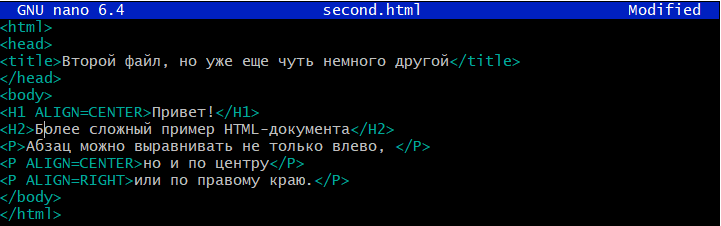 GNU nano 6.4 second.html Modified
<html>
<head>
<title>Второй файл, но уже еще чуть немного другой</title>
</head>
<body>
<H1 ALIGN=CENTER>Привет!</H1>
<H2>Более сложный пример HTML-документа</H2>
<P>Абзац можно выравнивать не только влево, </P>
<P ALIGN=CENTER>но и по центру</P>
<P ALIGN=RIGHT>или по правому краю.</P>
</body>
</html>